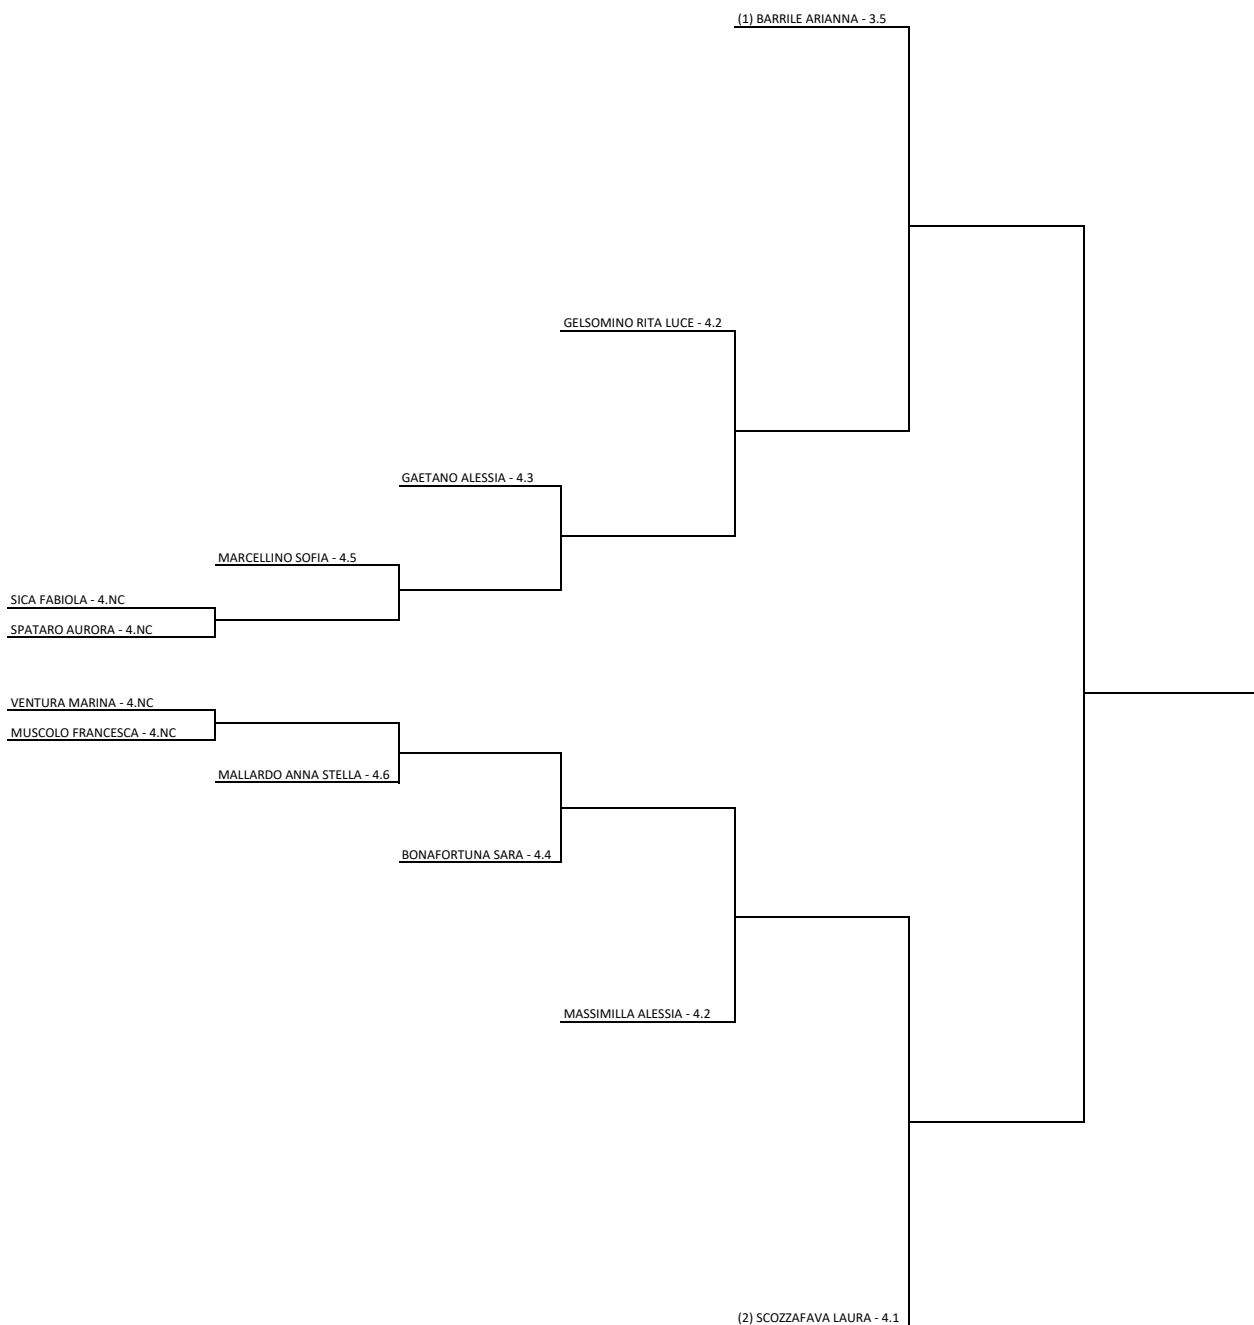 (1) BARRILE ARIANNA - 3.5
GELSOMINO RITA LUCE - 4.2
GAETANO ALESSIA - 4.3
MARCELLINO SOFIA - 4.5
SICA FABIOLA - 4.NC
SPATARO AURORA - 4.NC
VENTURA MARINA - 4.NC
MUSCOLO FRANCESCA - 4.NC
MALLARDO ANNA STELLA - 4.6
BONAFORTUNA SARA - 4.4
MASSIMILLA ALESSIA - 4.2
(2) SCOZZAFAVA LAURA - 4.1